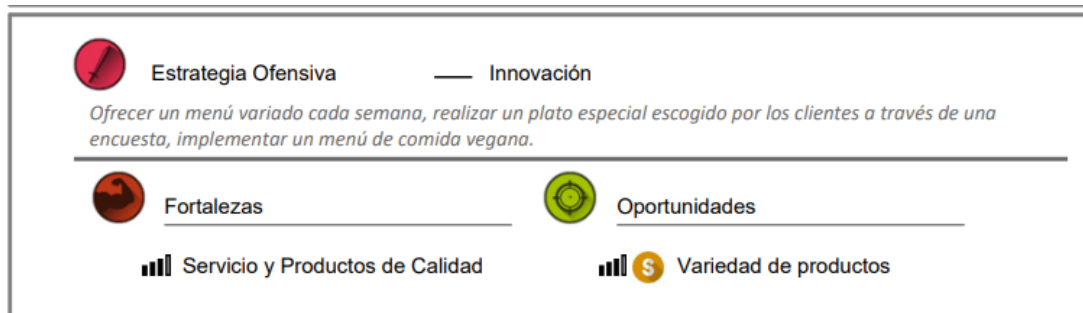 Estrategia Ofensiva — Innovación
Ofrecer un menú variado cada semana, realizar un plato especial escogido por los clientes a través de una
encuesta, implementar un menú de comida vegana.
Fortalezas
Oportunidades
Servicio y Productos de Calidad
$ Variedad de productos